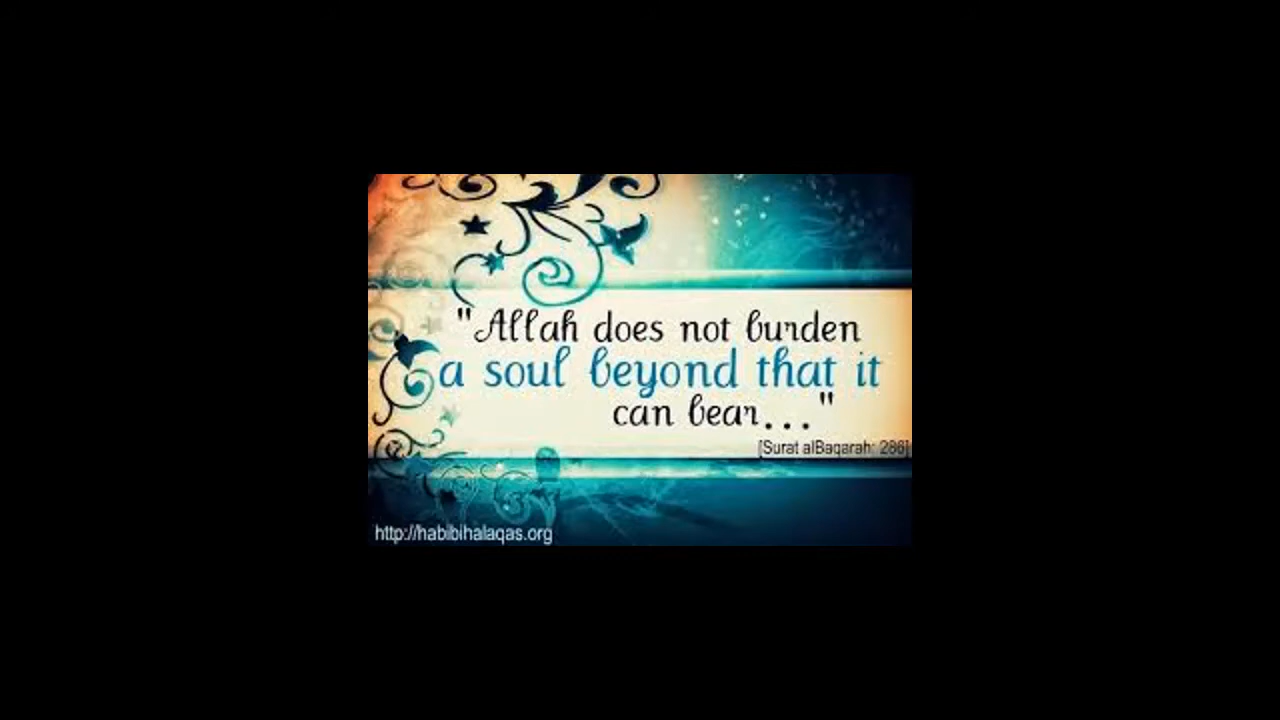 "Allah does not burden
a soul beyond that it
can bear..."
[Surat alBaqarah: 286]
http://habibihalaqas.org